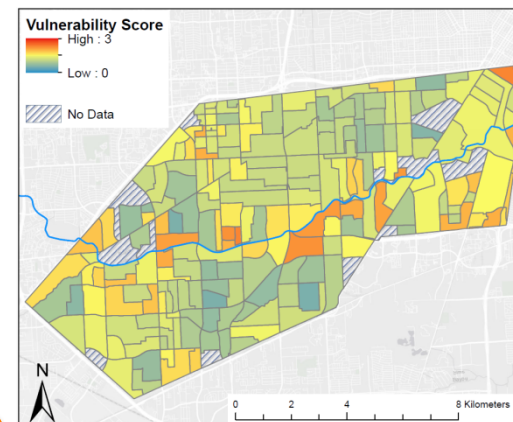 Vulnerability Score
High : 3
Low : 0
No Data
N
0 2 4 8 Kilometers